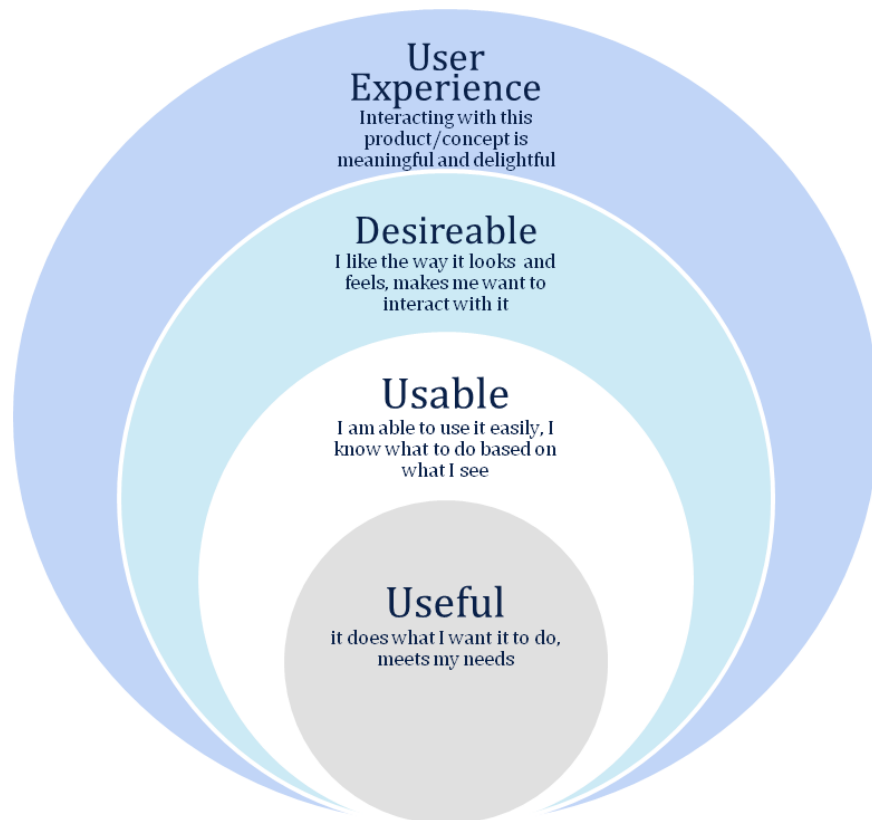 User
Experience
Interacting with this
product/concept is
meaningful and delightful
Desireable
I like the way it looks and
feels, makes me want to
interact with it
Usable
I am able to use it easily, I
know what to do based on
what I see
Useful
it does what I want it to do,
meets my needs